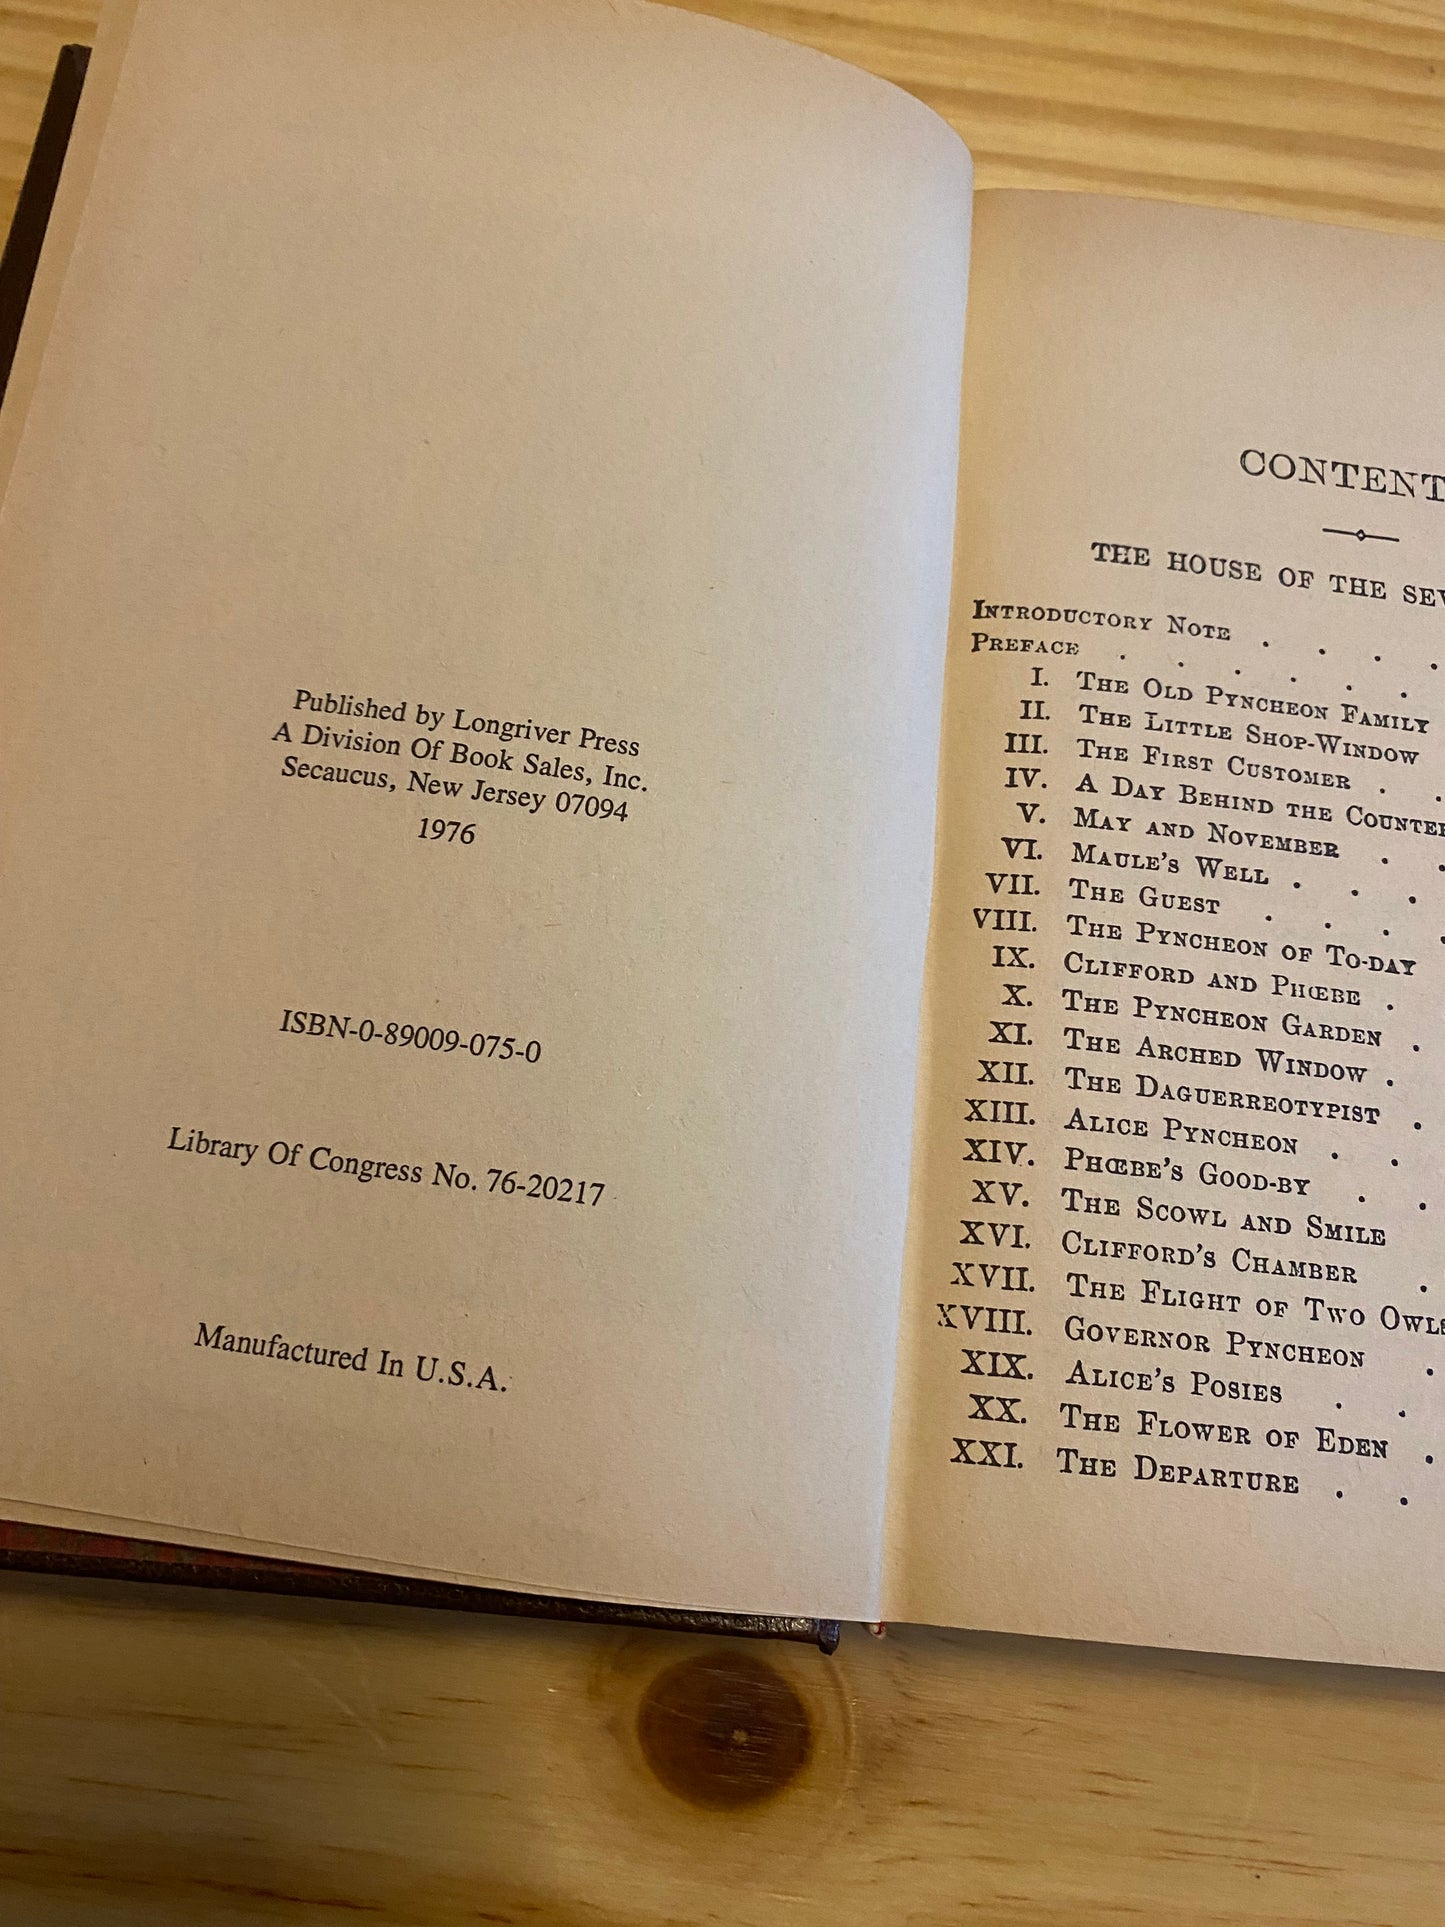 Published by Longriver Press
A Division Of Book Sales, Inc.
Secaucus, New Jersey 07094
1976
ISBN-0-89009-075-0
Library Of Congress No. 76-20217
Manufactured In U.S.A.
CONTENT
THE HOUSE OF THE SEV
INTRODUCTORY NOTE . . . .
PREFACE . . . . . .
I. THE OLD PYNCHEON FAMILY
II. THE LITTLE SHOP-WINDOW
III. THE FIRST CUSTOMER . .
IV. A DAY BEHIND THE COUNTER
V. MAY AND NOVEMBER . .
VI. MAULE'S WELL . . .
VII. THE GUEST . . . .
VIII. THE PYNCHEON OF TO-DAY
IX. CLIFFORD AND PHŒBE .
X. THE PYNCHEON GARDEN .
XI. THE ARCHED WINDOW .
XII. THE DAGUERREOTYPIST .
XIII. ALICE PYNCHEON . .
XIV. PHŒBE'S GOOD-BY . .
XV. THE SCOWL AND SMILE
XVI. CLIFFORD'S CHAMBER .
XVII. THE FLIGHT OF TWO OWLS
XVIII. GOVERNOR PYNCHEON .
XIX. ALICE'S POSIES . .
XX. THE FLOWER OF EDEN .
XXI. THE DEPARTURE . .